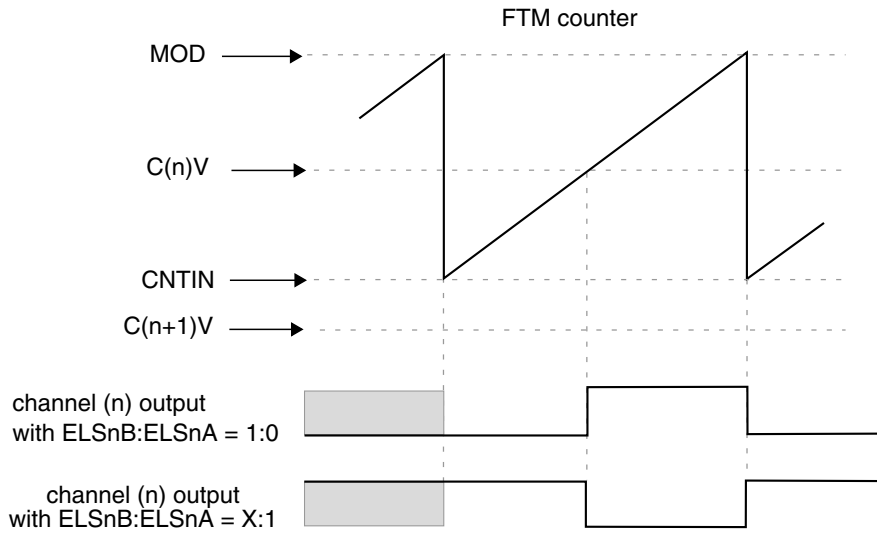 FTM counter
MOD
C(n)V
CNTIN
C(n+1)V
channel (n) output
with ELSnB:ELSnA = 1:0
channel (n) output
with ELSnB:ELSnA = X:1